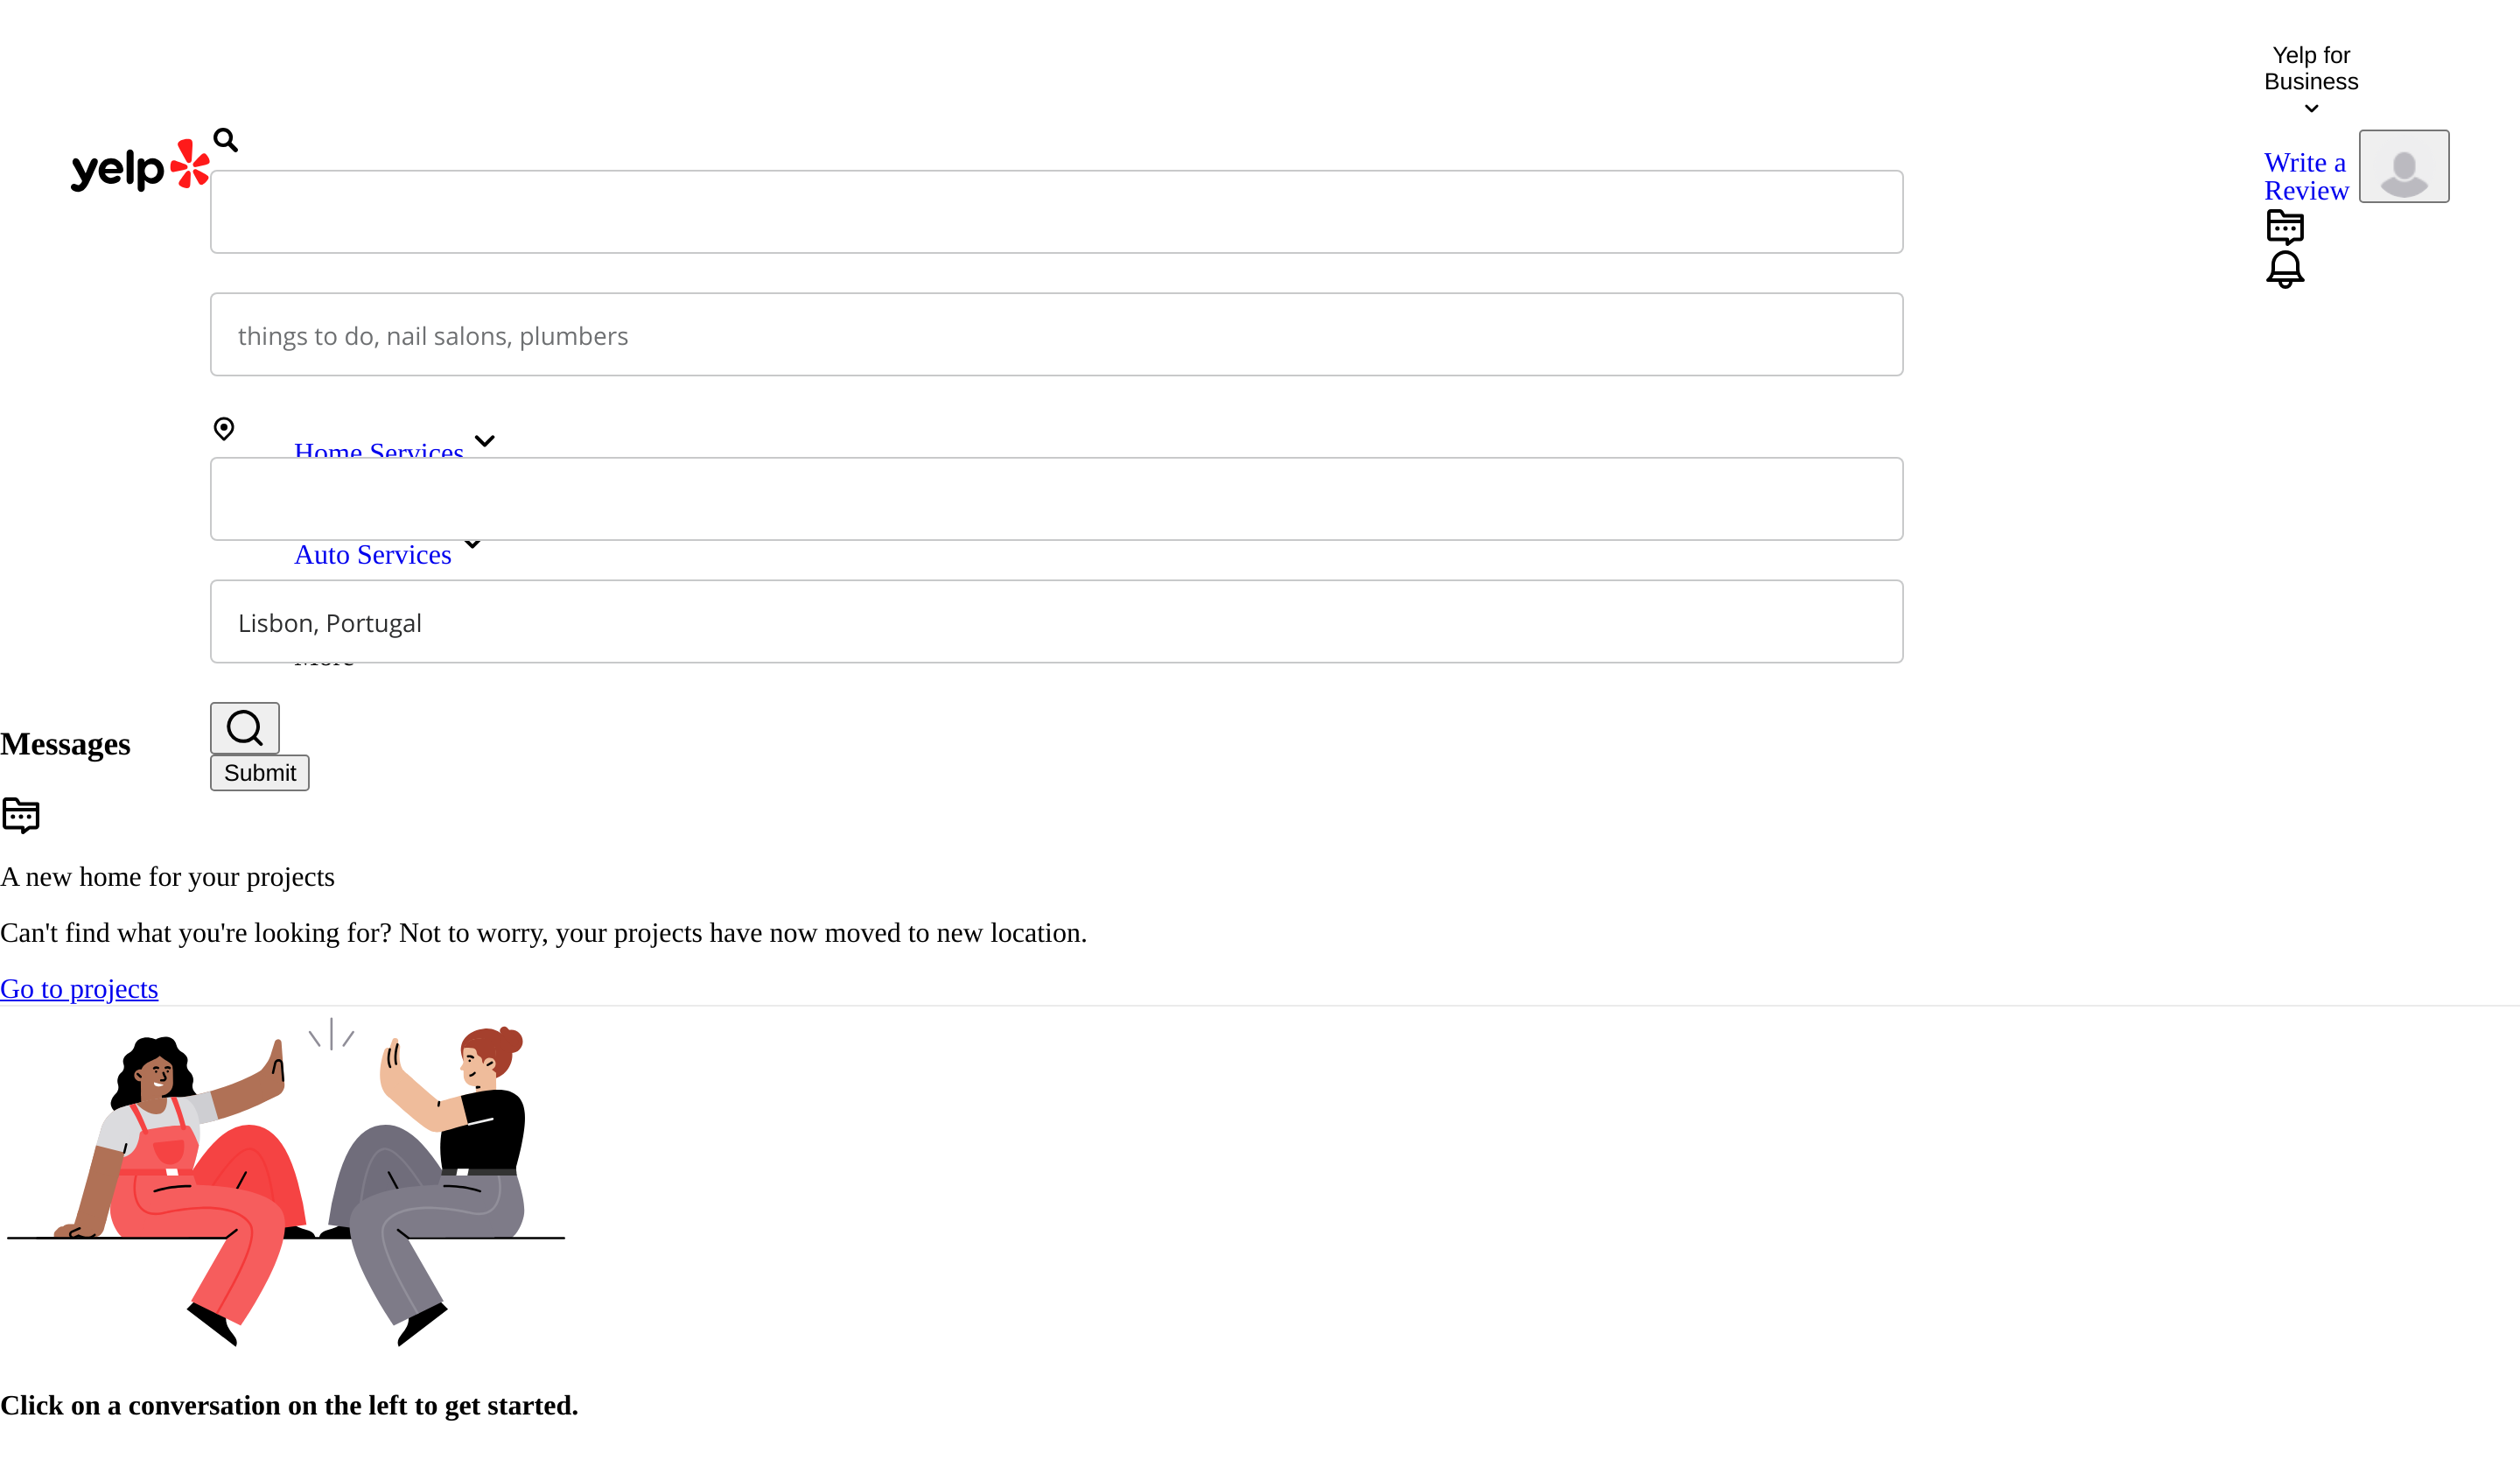 Yelp for
Business
yelp
Write a
Review
things to do, nail salons, plumbers
Home Services
Auto Services
Lisbon, Portugal
More
Messages
Submit
A new home for your projects
Can't find what you're looking for? Not to worry, your projects have now moved to new location.
Go to projects
Click on a conversation on the left to get started.